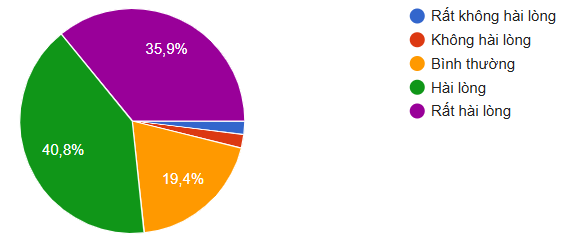 35,9%
40,8%
19,4%
Rất không hài lòng
Không hài lòng
Bình thường
Hài lòng
Rất hài lòng